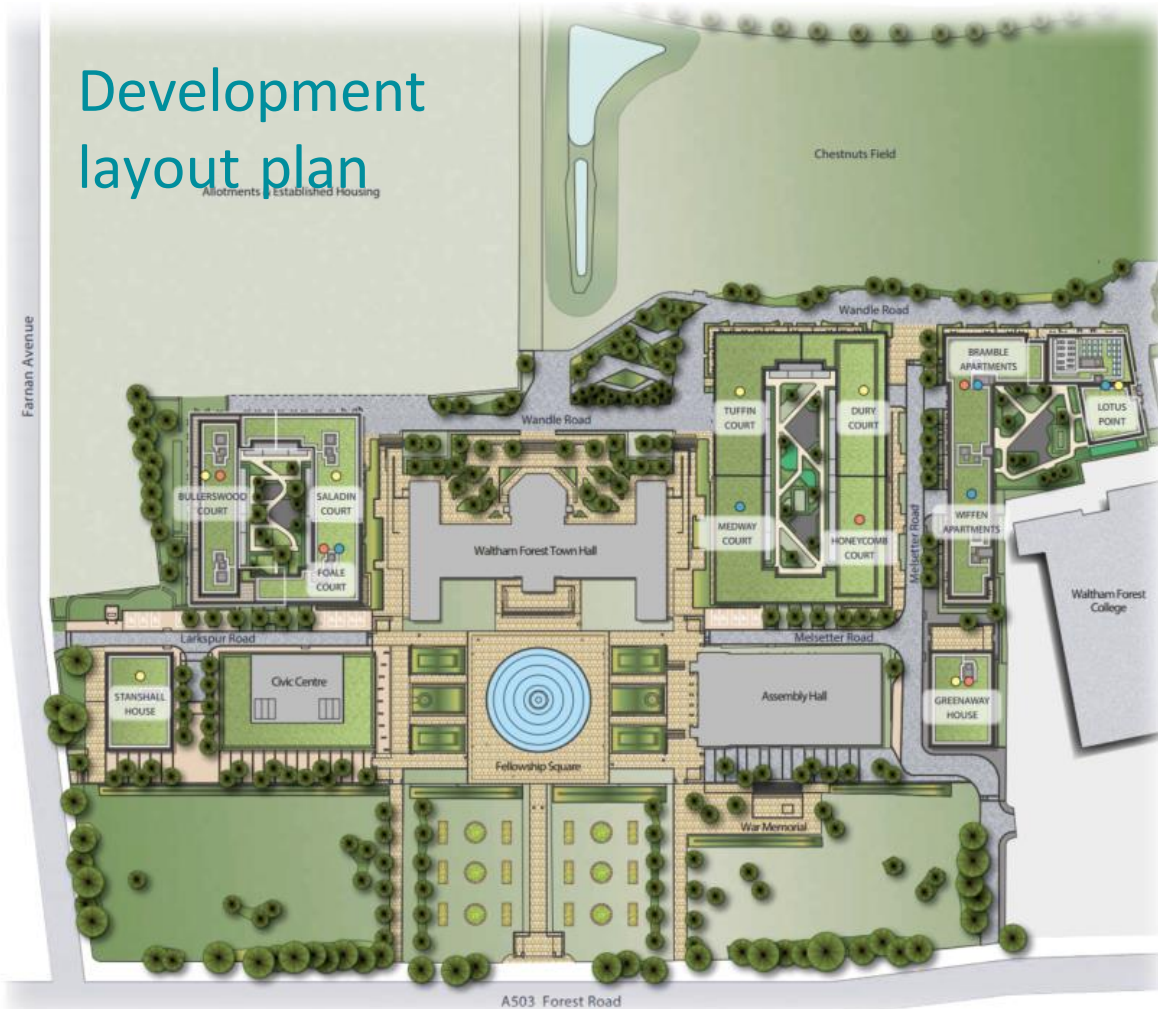 Development
layout plan
Allotments & Established Housing
Chestnuts Field
Farnan Avenue
Wandle Road
BRAMBLE
APARTMENTS
TUFFIN
COURT
DURY
COURT
LOTUS
POINT
Wandle Road
BULLERSWOOD
COURT
SALADIN
COURT
MEDWAY
COURT
HONEYCOMB
COURT
Melsetter Road
WIFFEN
APARTMENTS
Waltham Forest Town Hall
FOALE
COURT
Waltham Forest
College
Larkspur Road
Melsetter Road
Civic Centre
STANSHALL
HOUSE
Assembly Hall
GREENAWAY
HOUSE
Fellowship Square
War Memorial
A503 Forest Road